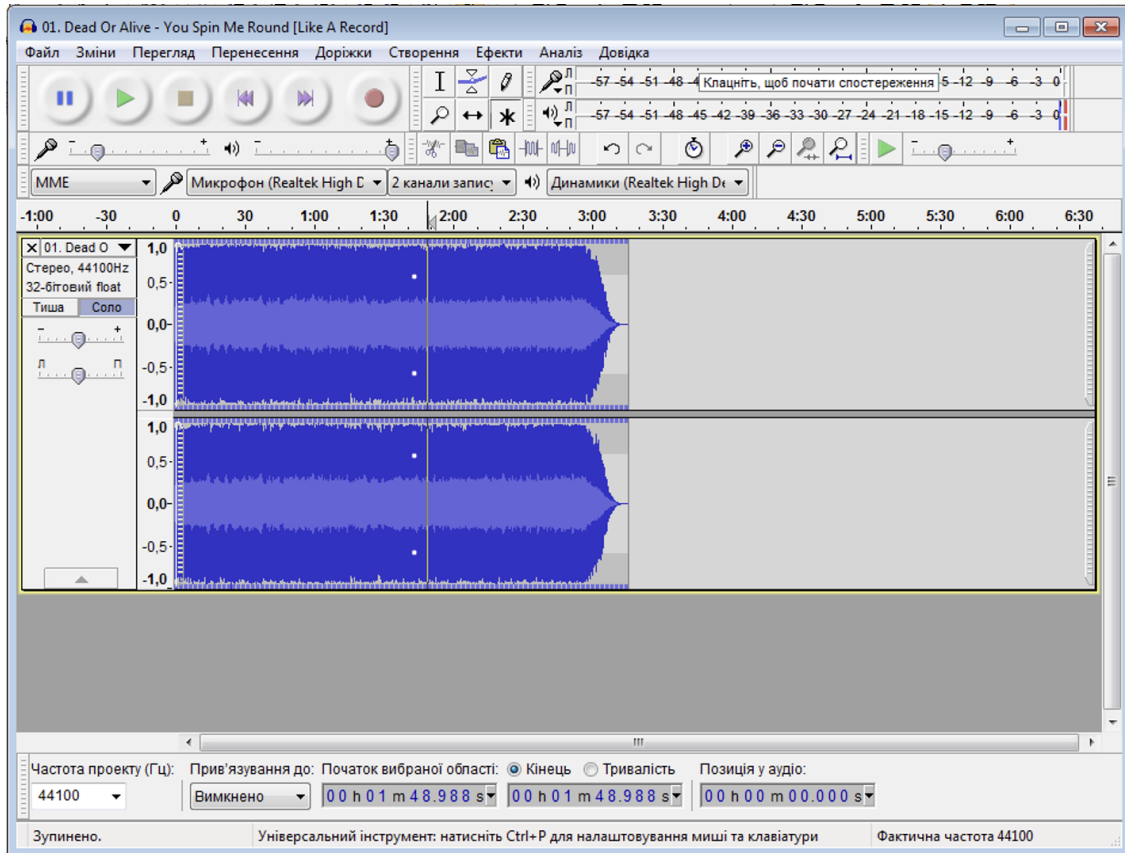 01. Dead Or Alive - You Spin Me Round [Like A Record]
Файл Зміни Перегляд Перенесення Доріжки Створення Ефекти Аналіз Довідка
Л П -57 -54 -51 -48 -4 Клацніть, щоб почати спостереження 5 -12 -9 -6 -3 0
Л П -57 -54 -51 -48 -45 -42 -39 -36 -33 -30 -27 -24 -21 -18 -15 -12 -9 -6 -3 0
- + - + - +
MME Микрофон (Realtek High D 2 канали запису Динамики (Realtek High De
-1:00 -30 0 30 1:00 1:30 2:00 2:30 3:00 3:30 4:00 4:30 5:00 5:30 6:00 6:30
01. Dead O 1,0
Стерео, 44100Hz
32-бітовий float 0,5
Тиша Соло
- + 0,0
Л П -0,5
-1,0
1,0
0,5
0,0
-0,5
-1,0
Частота проекту (Гц): Прив'язування до: Початок вибраної області: Кінець Тривалість Позиція у аудіо:
44100 Вимкнено 00 h 01 m 48.988 s 00 h 01 m 48.988 s 00 h 00 m 00.000 s
Зупинено. Універсальний інструмент: натисніть Ctrl+P для налаштовування миші та клавіатури Фактична частота 44100